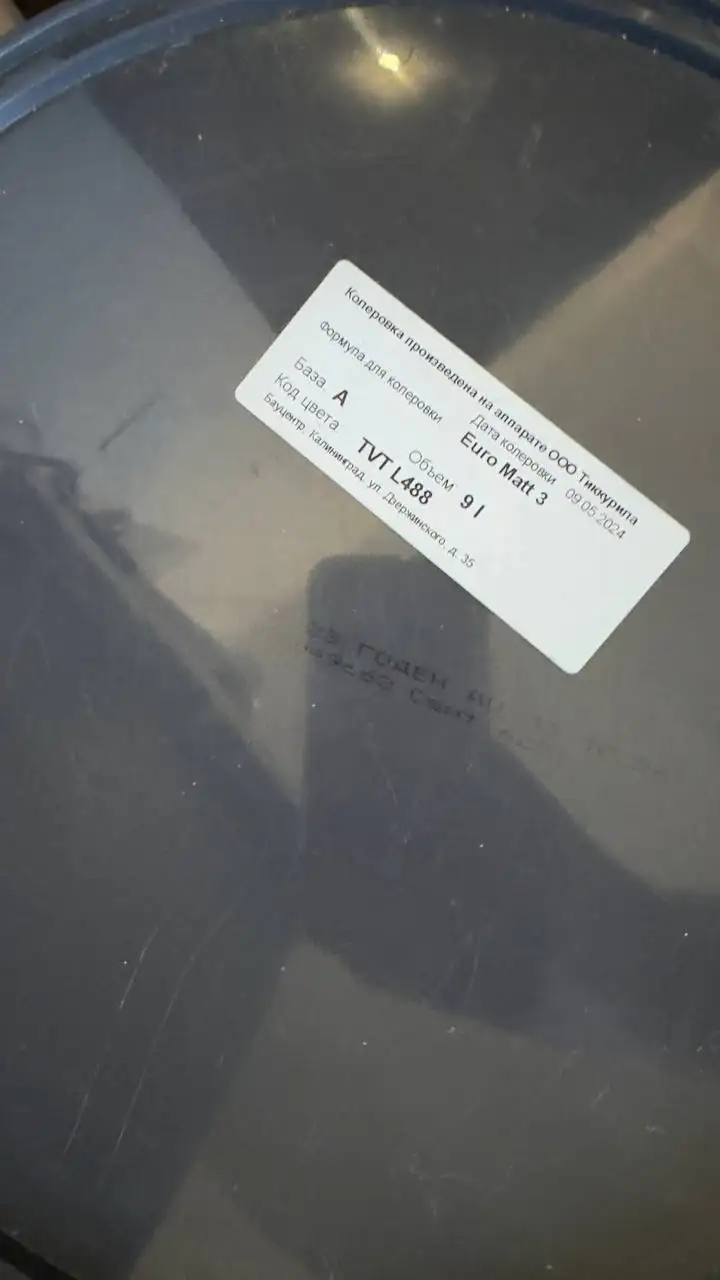 Колеровка произведена на аппарате ООО Тиккурила
Дата колеровки 09.05.2024
Формула для колеровки Euro Matt 3
База A Объем 9 l
Код цвета TVT L488
Бауцентр, Калининград, ул. Дзержинского, д. 35
ГОДЕН